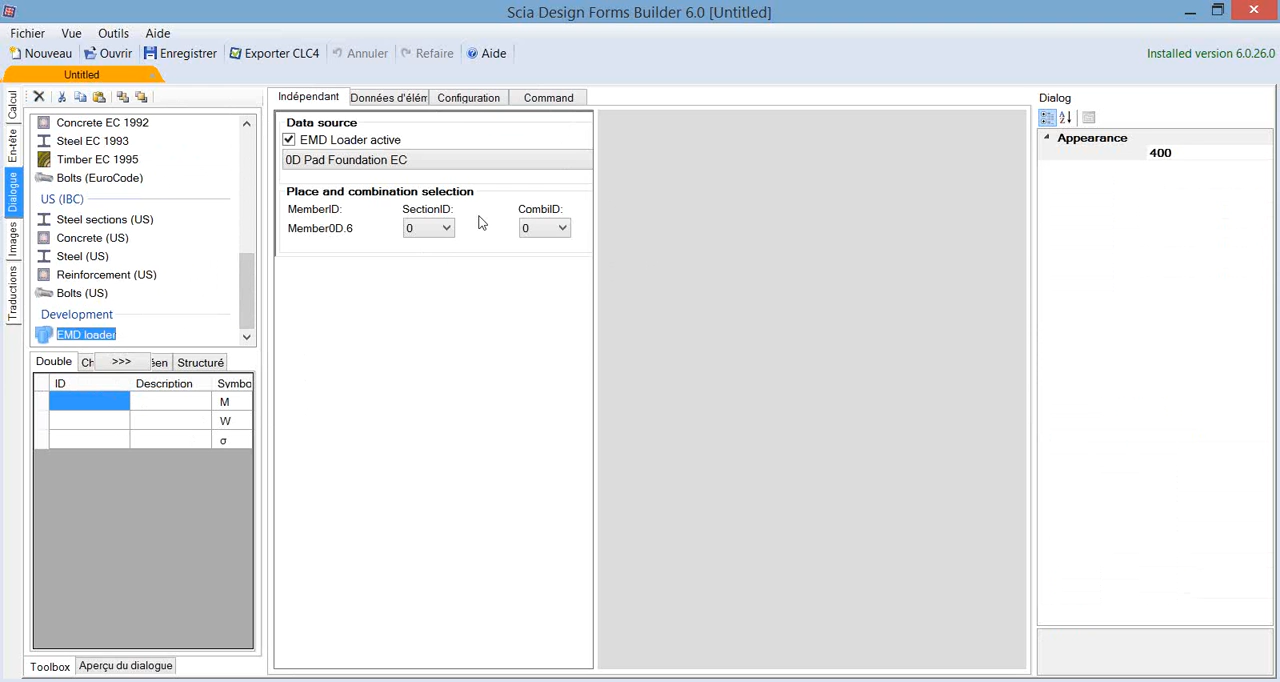 Scia Design Forms Builder 6.0 [Untitled]
Fichier Vue Outils Aide
Nouveau Ouvrir Enregistrer Exporter CLC4 Annuler Refaire Aide Installed version 6.0.26.0
Untitled
Calcul
En-tête
Dialogue
Images
Traductions
Concrete EC 1992
Steel EC 1993
Timber EC 1995
Bolts (EuroCode)
US (IBC)
Steel sections (US)
Concrete (US)
Steel (US)
Reinforcement (US)
Bolts (US)
Development
EMD loader
Double Ch >>> éen Structuré
ID Description Symbo
M
W
σ
Toolbox Aperçu du dialogue
Indépendant Données d'élém Configuration Command
Data source
EMD Loader active
0D Pad Foundation EC
Place and combination selection
MemberID: SectionID: CombiID:
Member0D.6 0 0
Dialog
Appearance
400